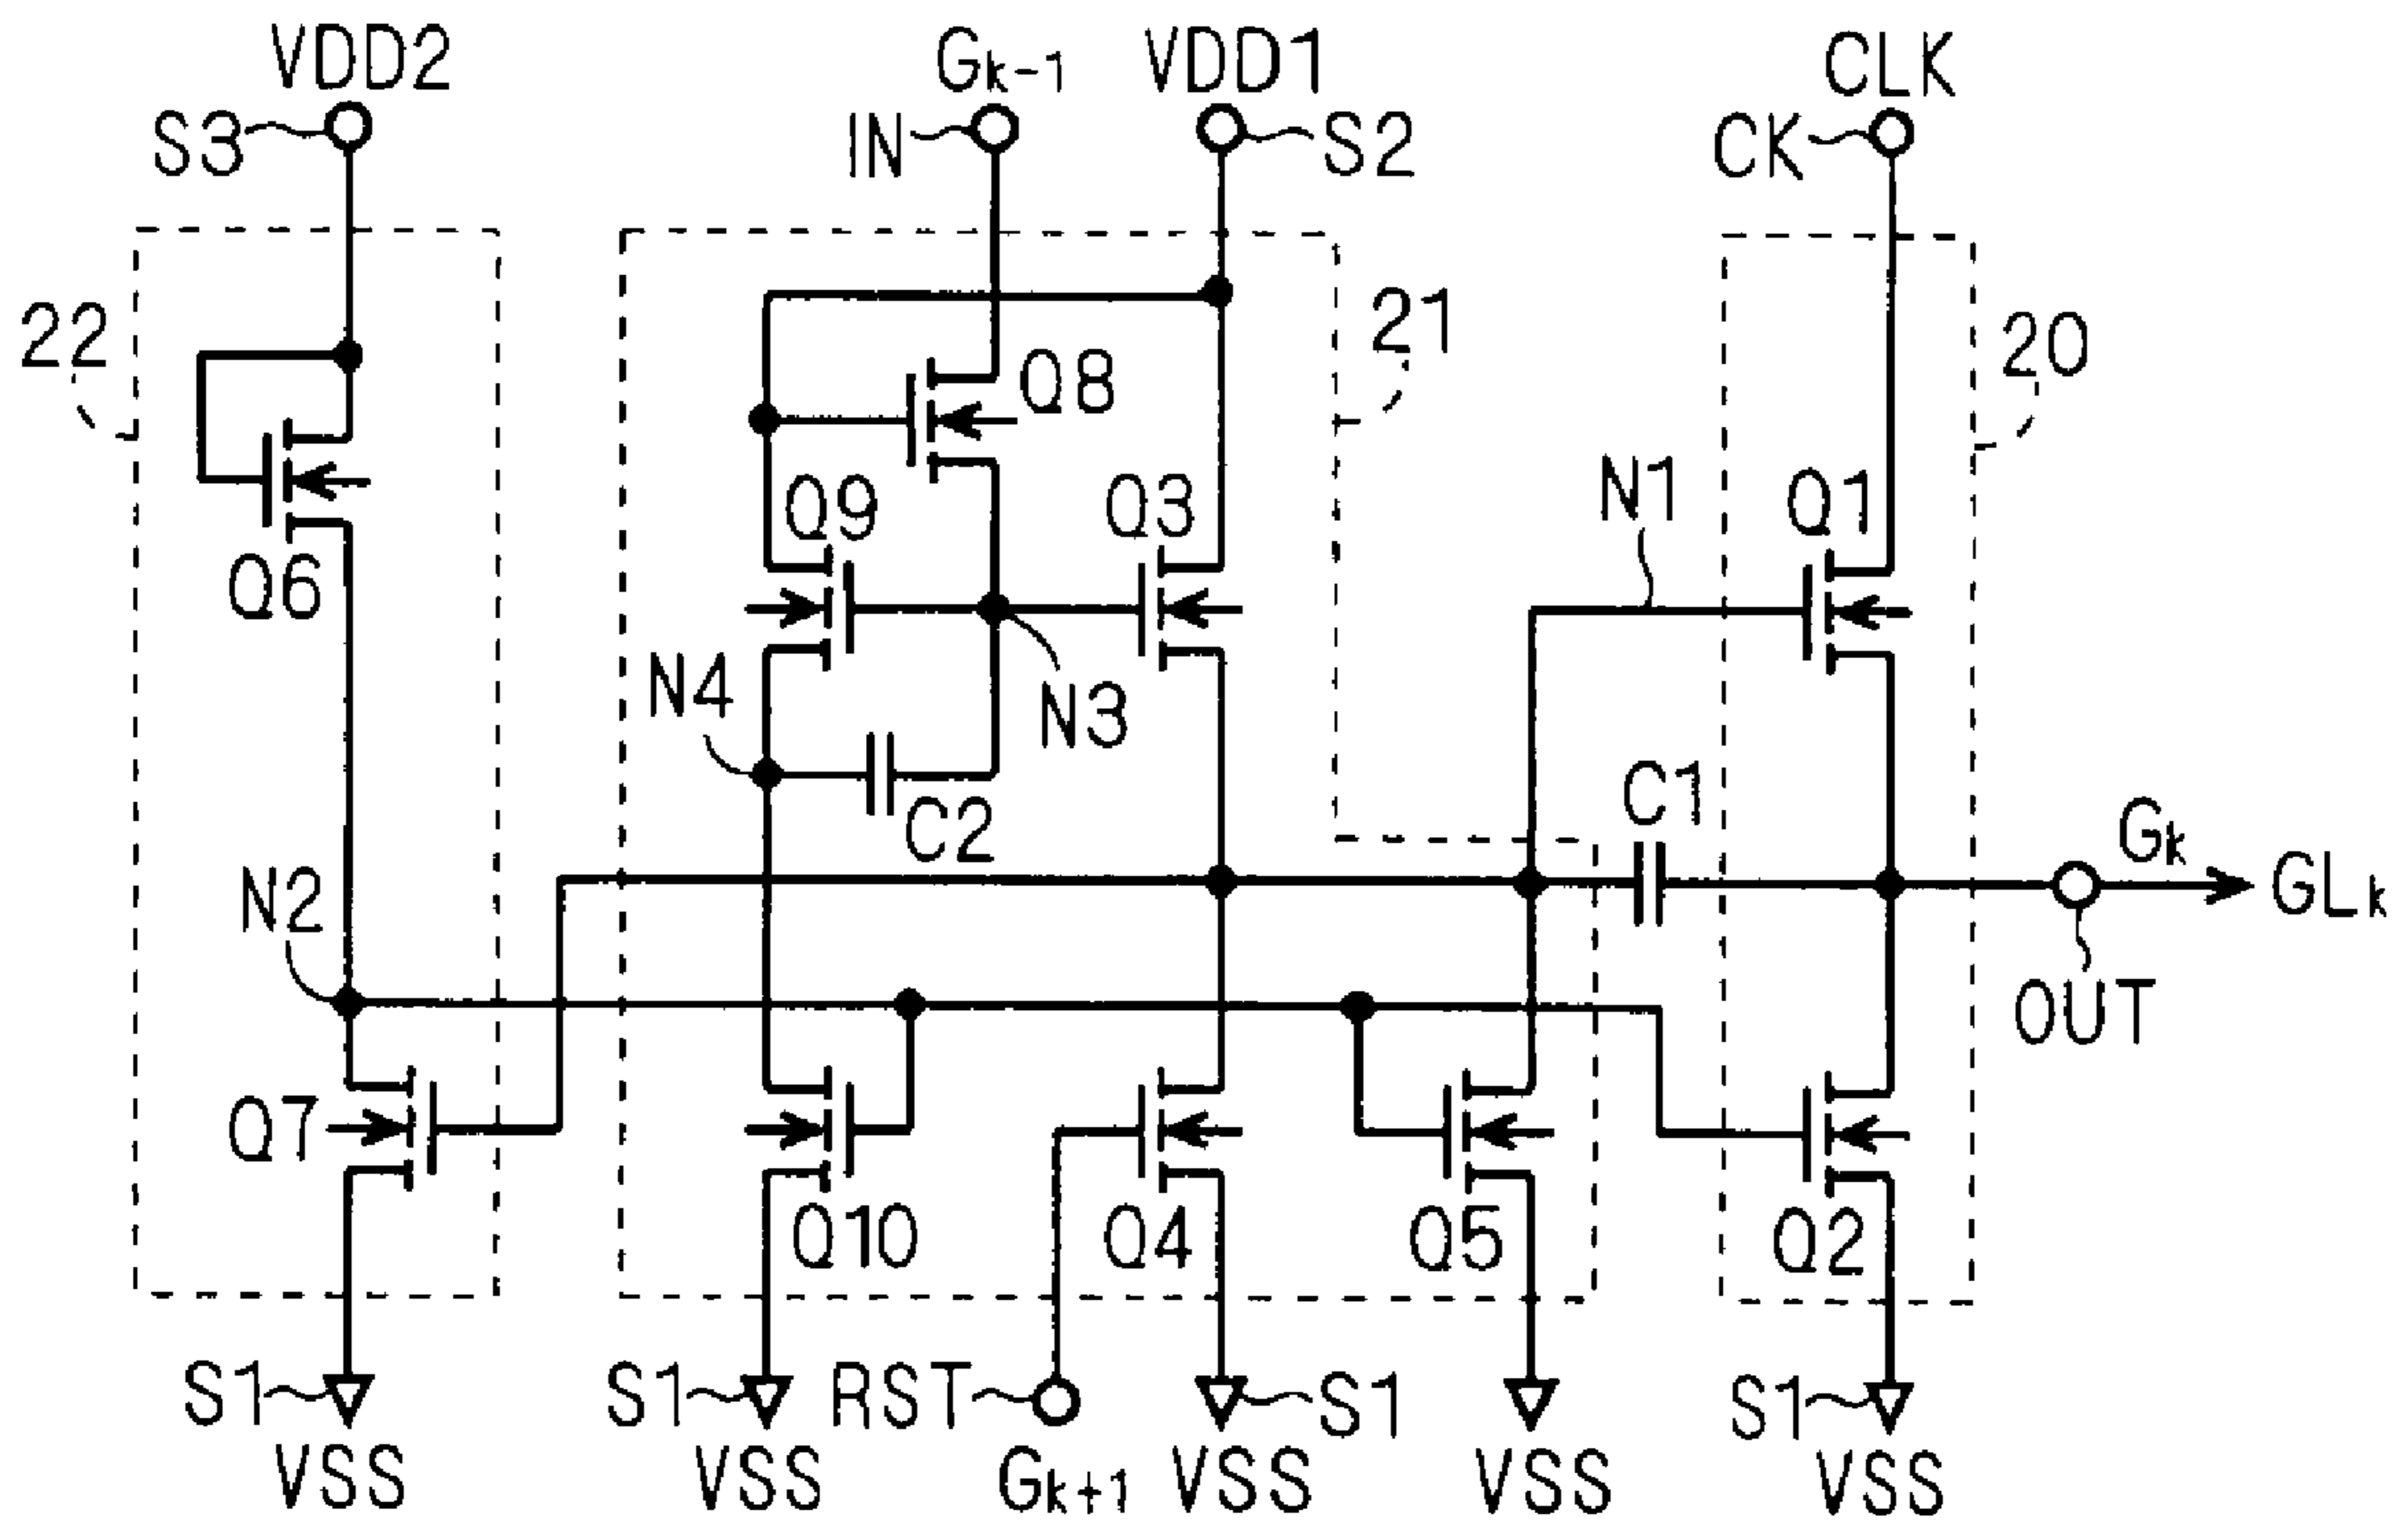 VDD2
Gk-1
VDD1
CLK
S3
IN
S2
CK
22
21
20
Q8
Q9
Q3
N1
Q1
Q6
N4
N3
C2
C1
Gk
GLk
N2
OUT
Q7
Q10
Q4
Q5
Q2
S1
S1
RST
S1
S1
VSS
VSS
Gk+1
VSS
VSS
VSS